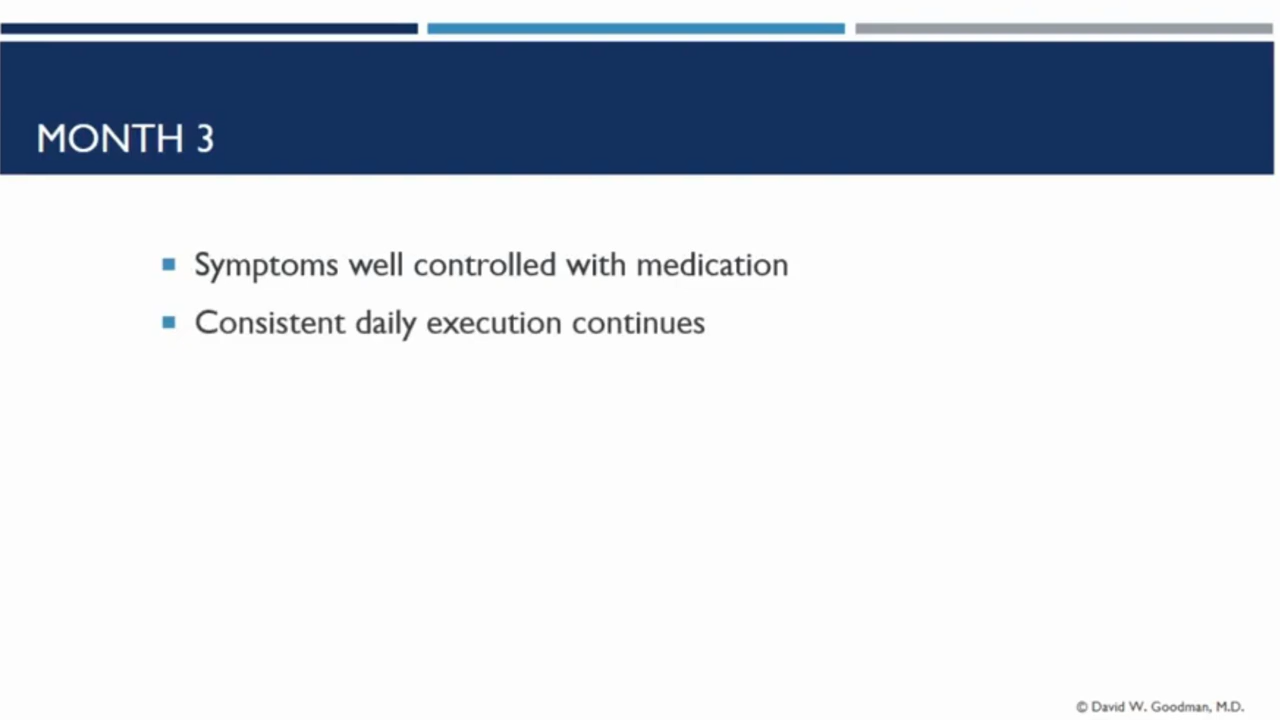 MONTH 3
Symptoms well controlled with medication
Consistent daily execution continues
© David W. Goodman, M.D.